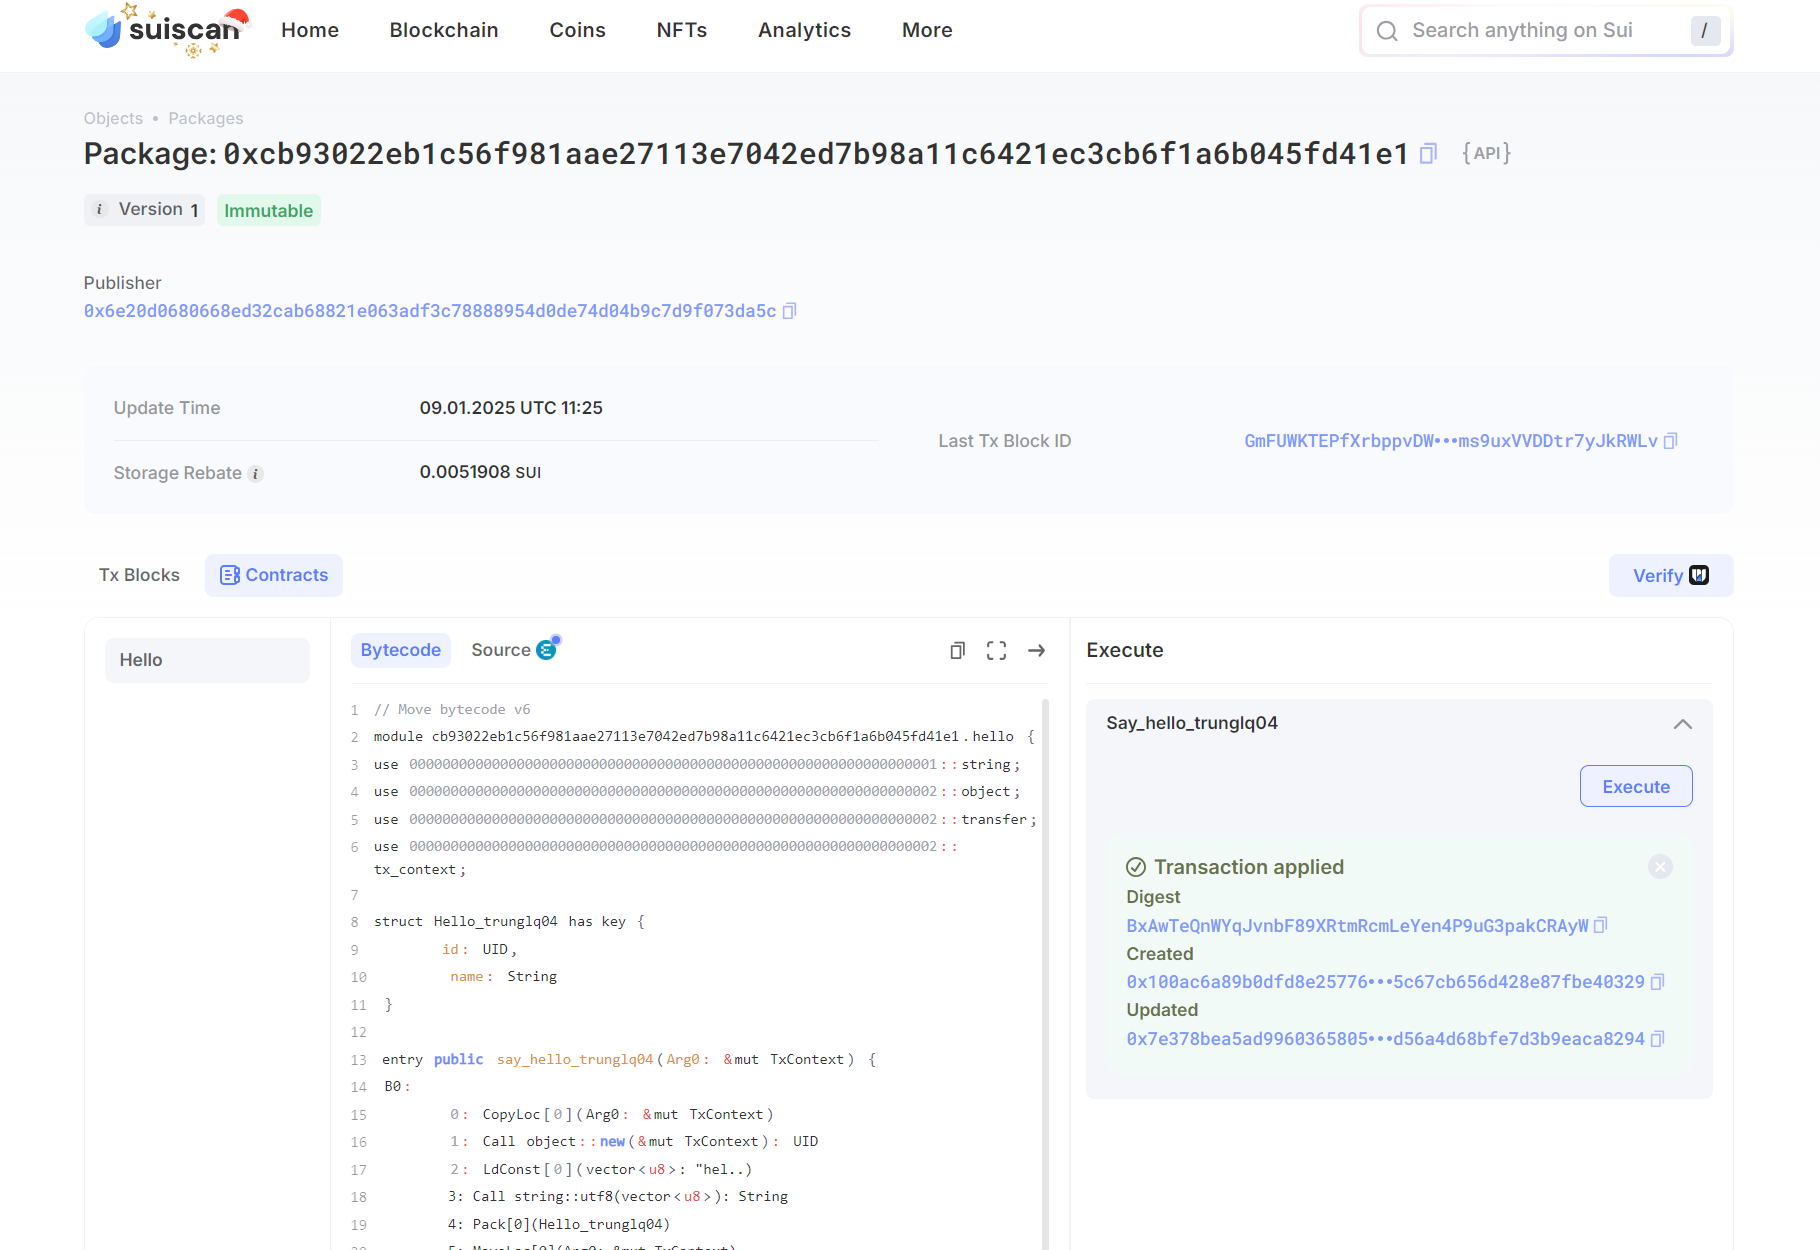 suiscan
Home
Blockchain
Coins
NFTs
Analytics
More
Search anything on Sui
/
Objects • Packages
Package: 0xcb93022eb1c56f981aae27113e7042ed7b98a11c6421ec3cb6f1a6b045fd41e1 {API}
i Version 1
Immutable
Publisher
0x6e20d0680668ed32cab68821e063adf3c78888954d0de74d04b9c7d9f073da5c
Update Time
09.01.2025 UTC 11:25
Storage Rebate i
0.0051908 SUI
Last Tx Block ID
GmFUWKTEPfXrbppvDW•••ms9uxVVDDtr7yJkRWLv
Tx Blocks
Contracts
Verify
Hello
Bytecode
Source
1 // Move bytecode v6
2 module cb93022eb1c56f981aae27113e7042ed7b98a11c6421ec3cb6f1a6b045fd41e1.hello {
3 use 0000000000000000000000000000000000000000000000000000000000000001::string;
4 use 0000000000000000000000000000000000000000000000000000000000000002::object;
5 use 0000000000000000000000000000000000000000000000000000000000000002::transfer;
6 use 0000000000000000000000000000000000000000000000000000000000000002::
tx_context;
7
8 struct Hello_trunglq04 has key {
9 id: UID,
10 name: String
11 }
12
13 entry public say_hello_trunglq04(Arg0: &mut TxContext) {
14 B0:
15 0: CopyLoc[0](Arg0: &mut TxContext)
16 1: Call object::new(&mut TxContext): UID
17 2: LdConst[0](vector<u8>: "hel..)
18 3: Call string::utf8(vector<u8>): String
19 4: Pack[0](Hello_trunglq04)
20 5: MoveLoc[0](Arg0: &mut TxContext)
Execute
Say_hello_trunglq04
Execute
Transaction applied
Digest
BxAwTeQnWYqJvnbF89XRtmRcmLeYen4P9uG3pakCRAyW
Created
0x100ac6a89b0dfd8e25776•••5c67cb656d428e87fbe40329
Updated
0x7e378bea5ad9960365805•••d56a4d68bfe7d3b9eaca8294